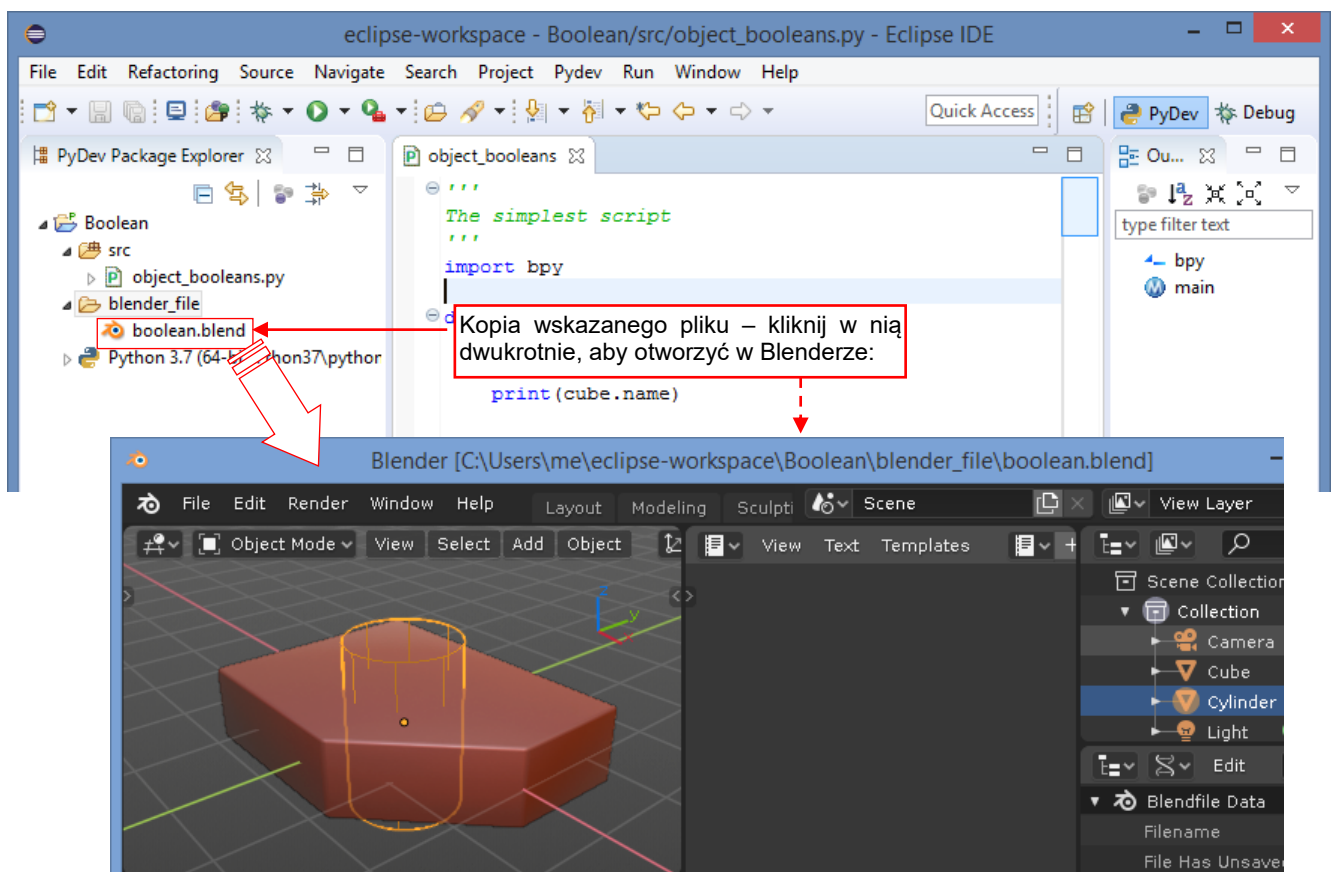 eclipse-workspace - Boolean/src/object_booleans.py - Eclipse IDE
File Edit Refactoring Source Navigate Search Project Pydev Run Window Help
Quick Access
PyDev
Debug
PyDev Package Explorer
object_booleans
Ou...
Boolean
src
object_booleans.py
blender_file
boolean.blend
Python 3.7 (64-
\python
'''
The simplest script
'''
import bpy
d
print(cube.name)
type filter text
bpy
main
Kopia wskazanego pliku – kliknij w nią
dwukrotnie, aby otworzyć w Blenderze:
Blender [C:\Users\me\eclipse-workspace\Boolean\blender_file\boolean.blend]
File Edit Render Window Help Layout Modeling Sculpti Scene View Layer
Object Mode View Select Add Object
View Text Templates
Z
y
Scene Collection
Collection
Camera
Cube
Cylinder
Light
Edit
Blendfile Data
Filename
File Has Unsave